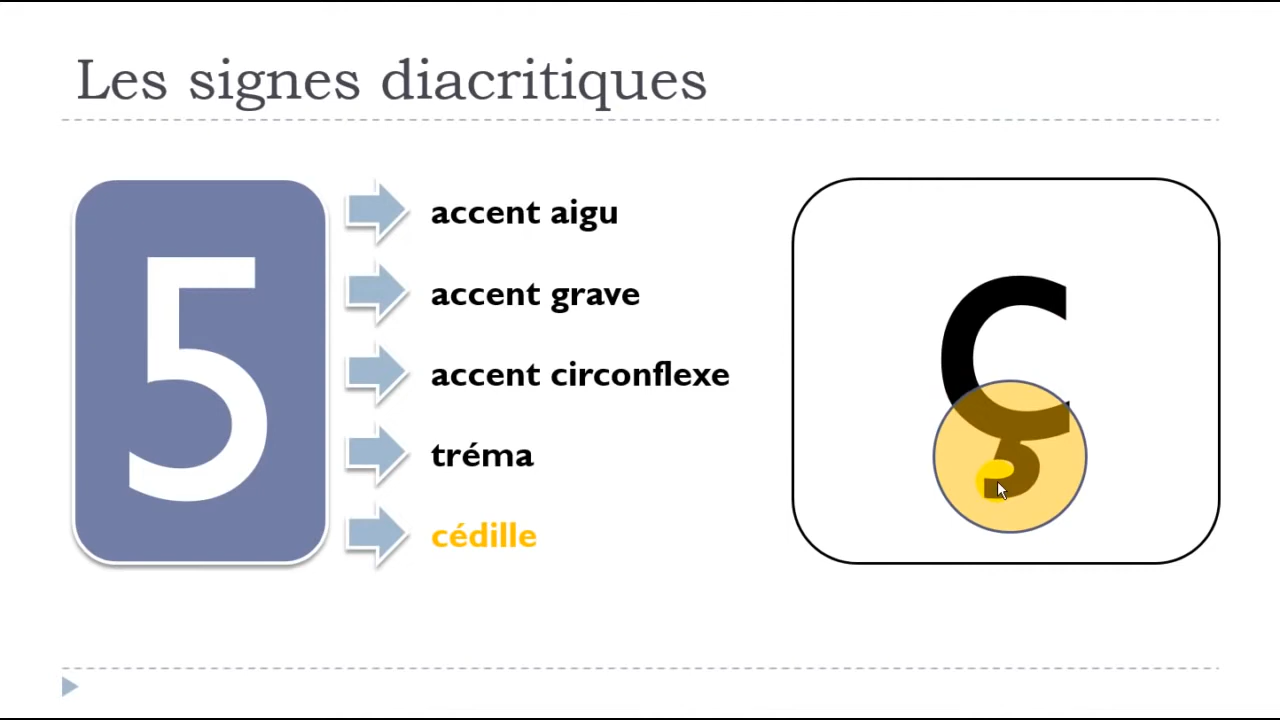 Les signes diacritiques
5
accent aigu
accent grave
accent circonflexe
tréma
cédille
ç